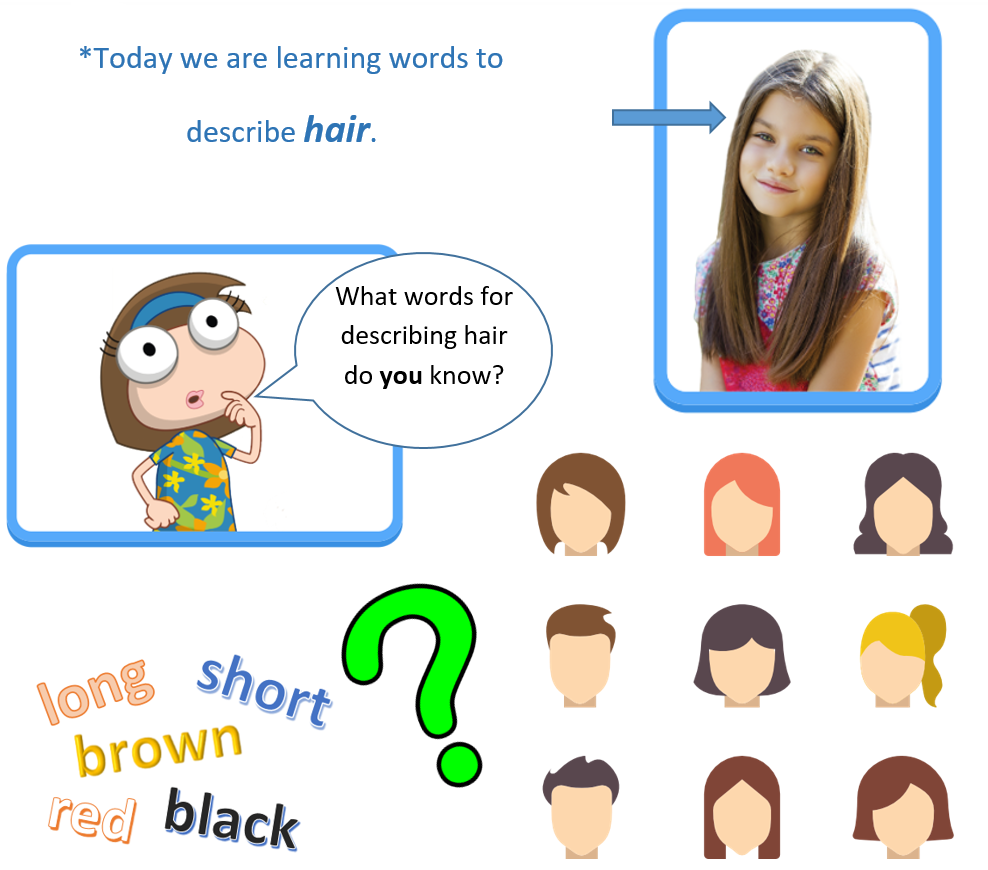 *Today we are learning words to
describe hair.
What words for
describing hair
do you know?
long
short
brown
red
black